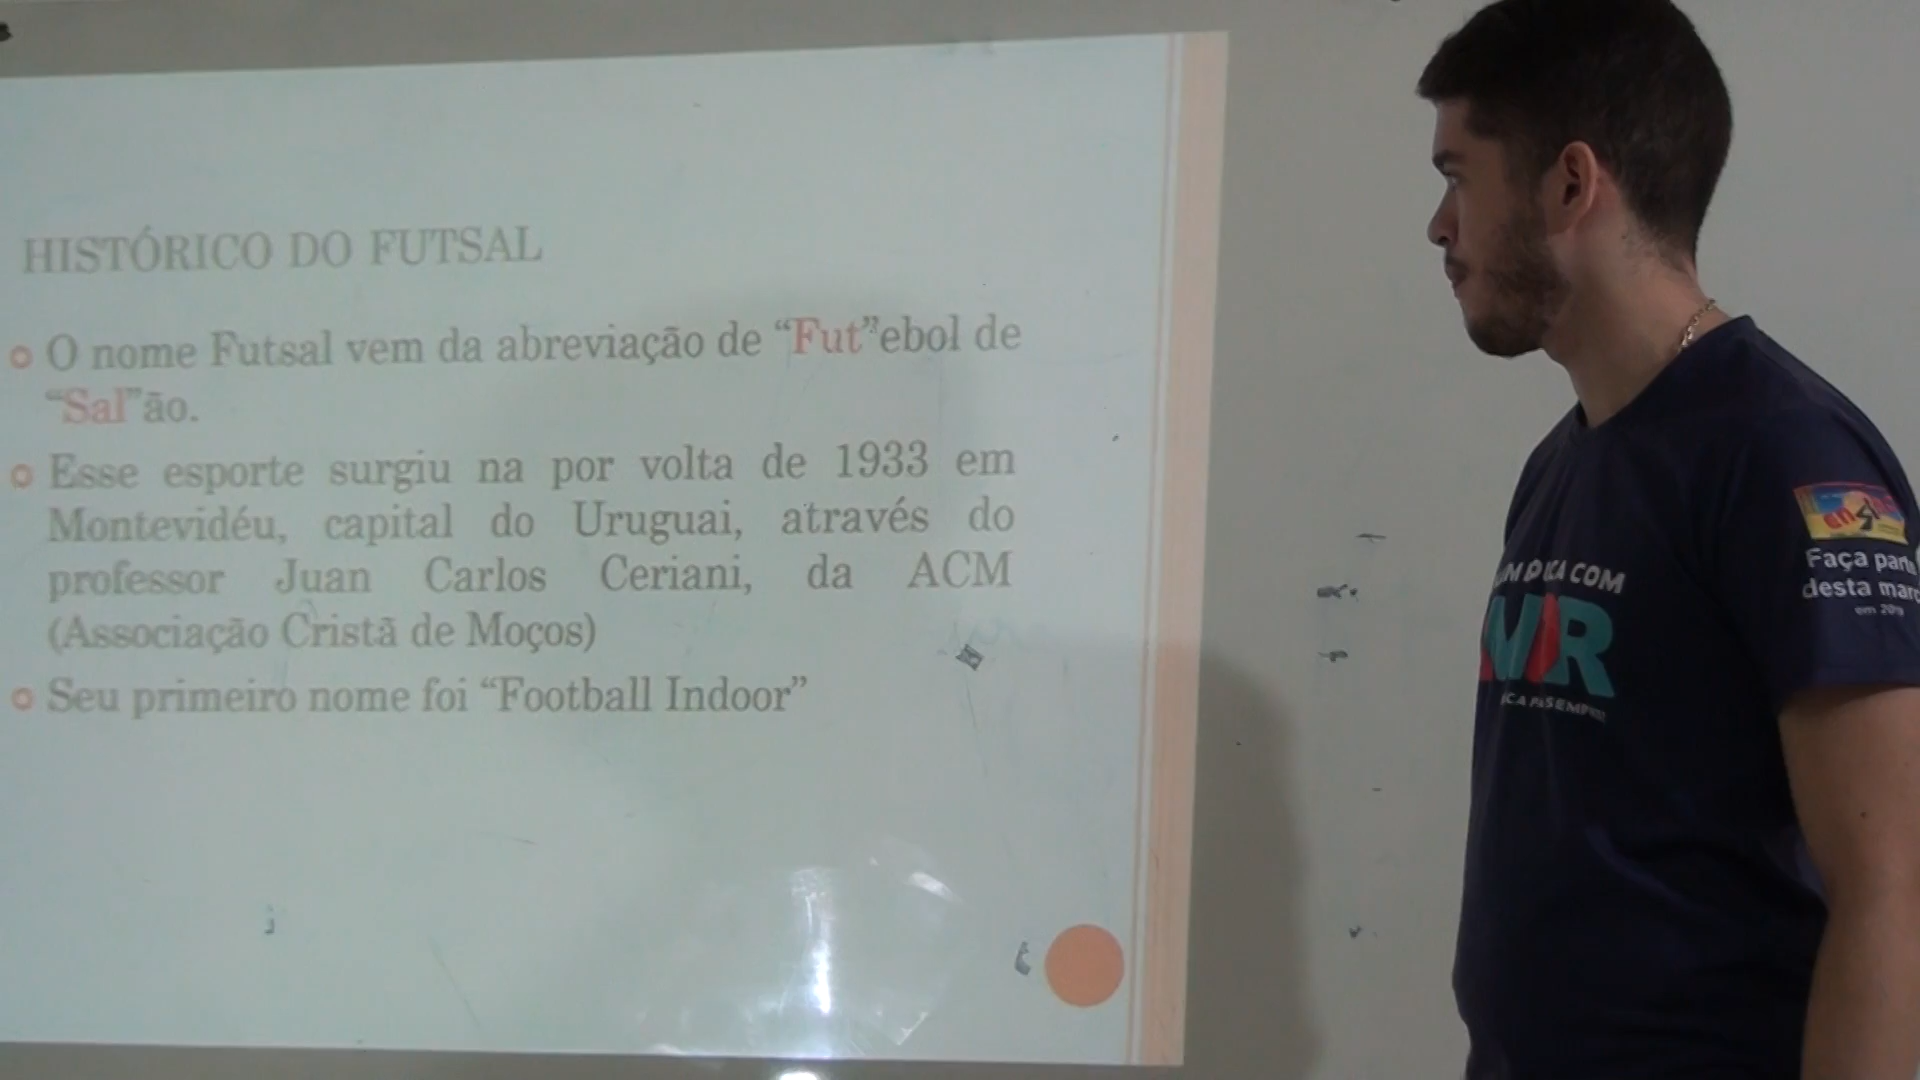 HISTÓRICO DO FUTSAL
O nome Futsal vem da abreviação de “Fut”ebol de
“Sal”ão.
Esse esporte surgiu na por volta de 1933 em
Montevidéu, capital do Uruguai, através do
professor Juan Carlos Ceriani, da ACM
(Associação Cristã de Moços)
Seu primeiro nome foi “Football Indoor”
COM
Faça
desta
em 2019